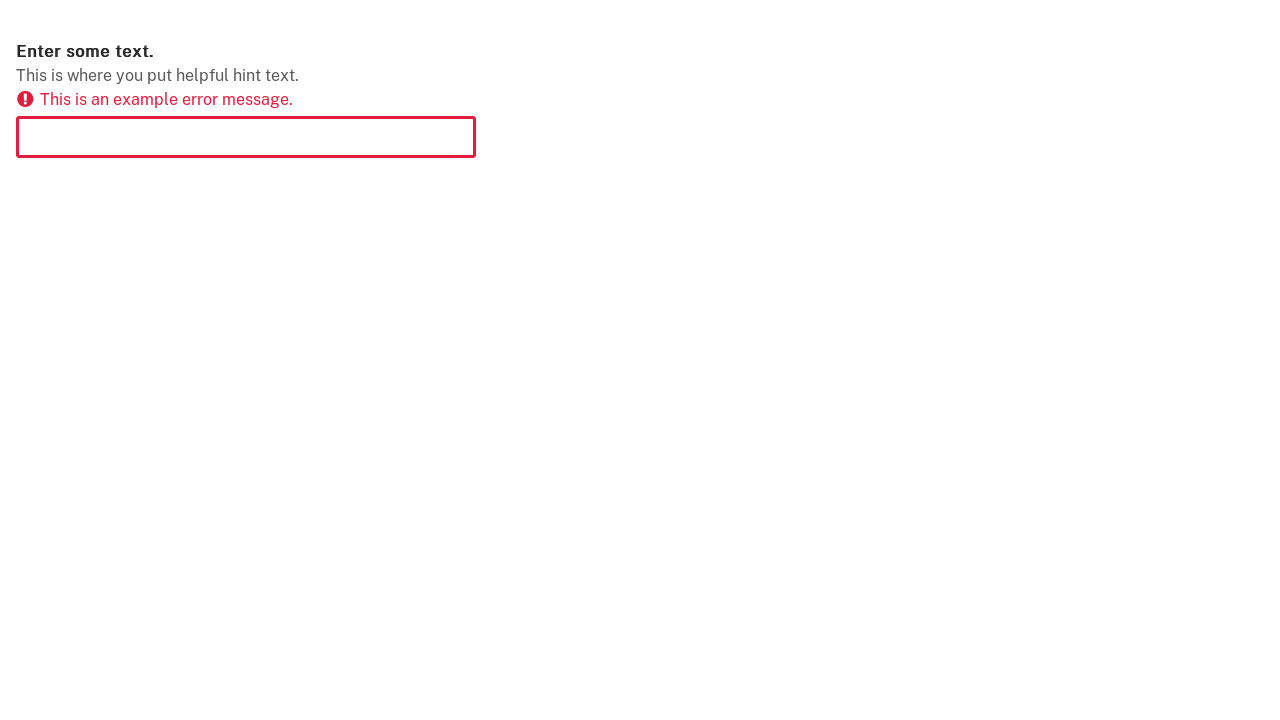 Enter some text.
This is where you put helpful hint text.
This is an example error message.